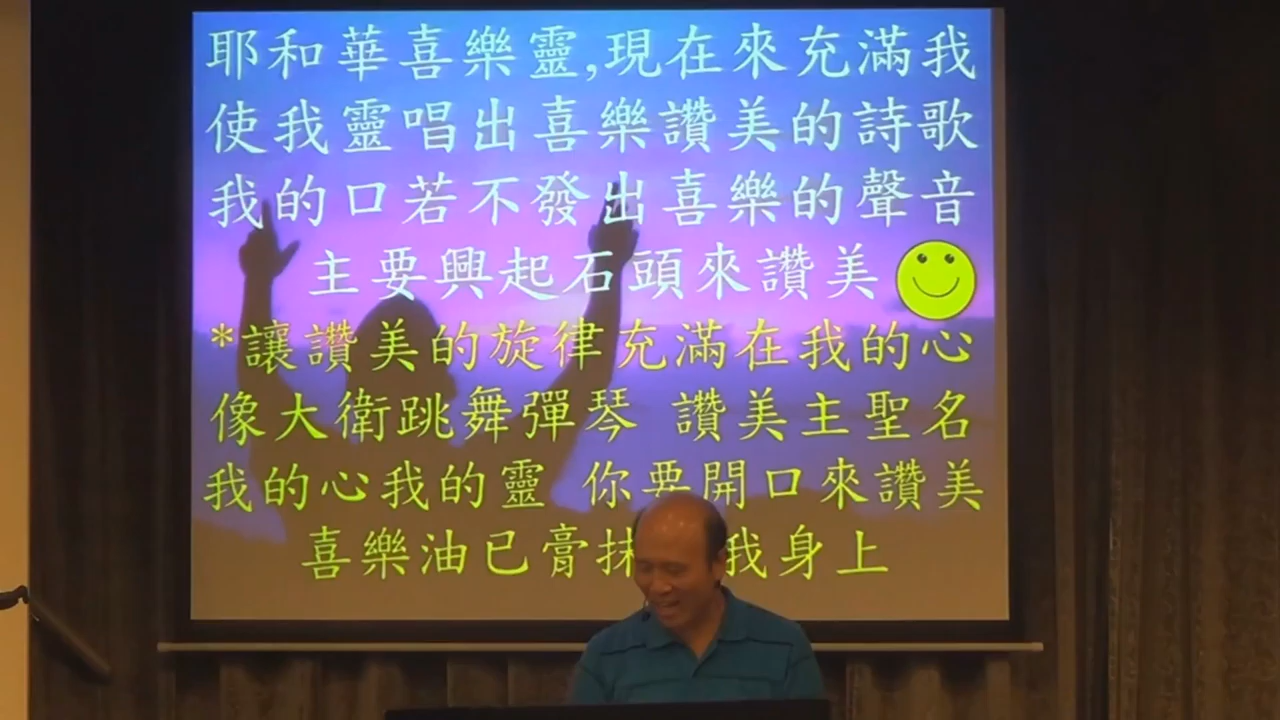 耶和華喜樂靈,現在來充滿我
使我靈唱出喜樂讚美的詩歌
我的口若不發出喜樂的聲音
主要興起石頭來讚美
*讓讚美的旋律充滿在我的心
像大衛跳舞彈琴 讚美主聖名
我的心我的靈 你要開口來讚美
喜樂油已膏抹 我身上